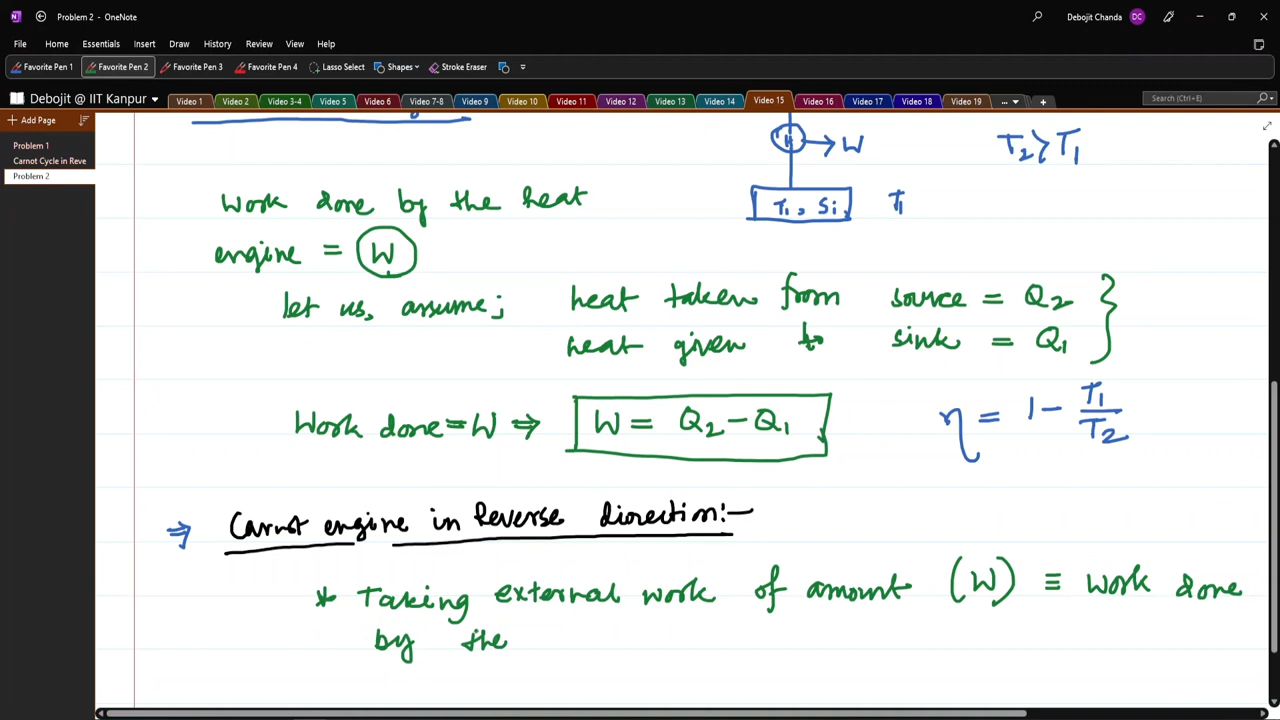 Problem 2 - OneNote
Debojit Chanda DC
File Home Essentials Insert Draw History Review View Help
Favorite Pen 1 Favorite Pen 2 Favorite Pen 3 Favorite Pen 4 Lasso Select Shapes Stroke Eraser
Debojit @ IIT Kanpur Video 1 Video 2 Video 3-4 Video 5 Video 6 Video 7-8 Video 9 Video 10 Video 11 Video 12 Video 13 Video 14 Video 15 Video 16 Video 17 Video 18 Video 19 ... Search (Ctrl+E)
Add Page
Problem 1
Carnot Cycle in Reve
Problem 2
→ W
T₂ > T₁
T₁, Si
T₁
Work done by the heat
engine = W
let us, assume; heat taken from source = Q₂
heat given to sink = Q₁
Work done = W ⇒ W = Q₂ - Q₁
η = 1 - T₁/T₂
⇒ Carnot engine in Reverse direction:-
* Taking external work of amount (W) ≡ work done
by the